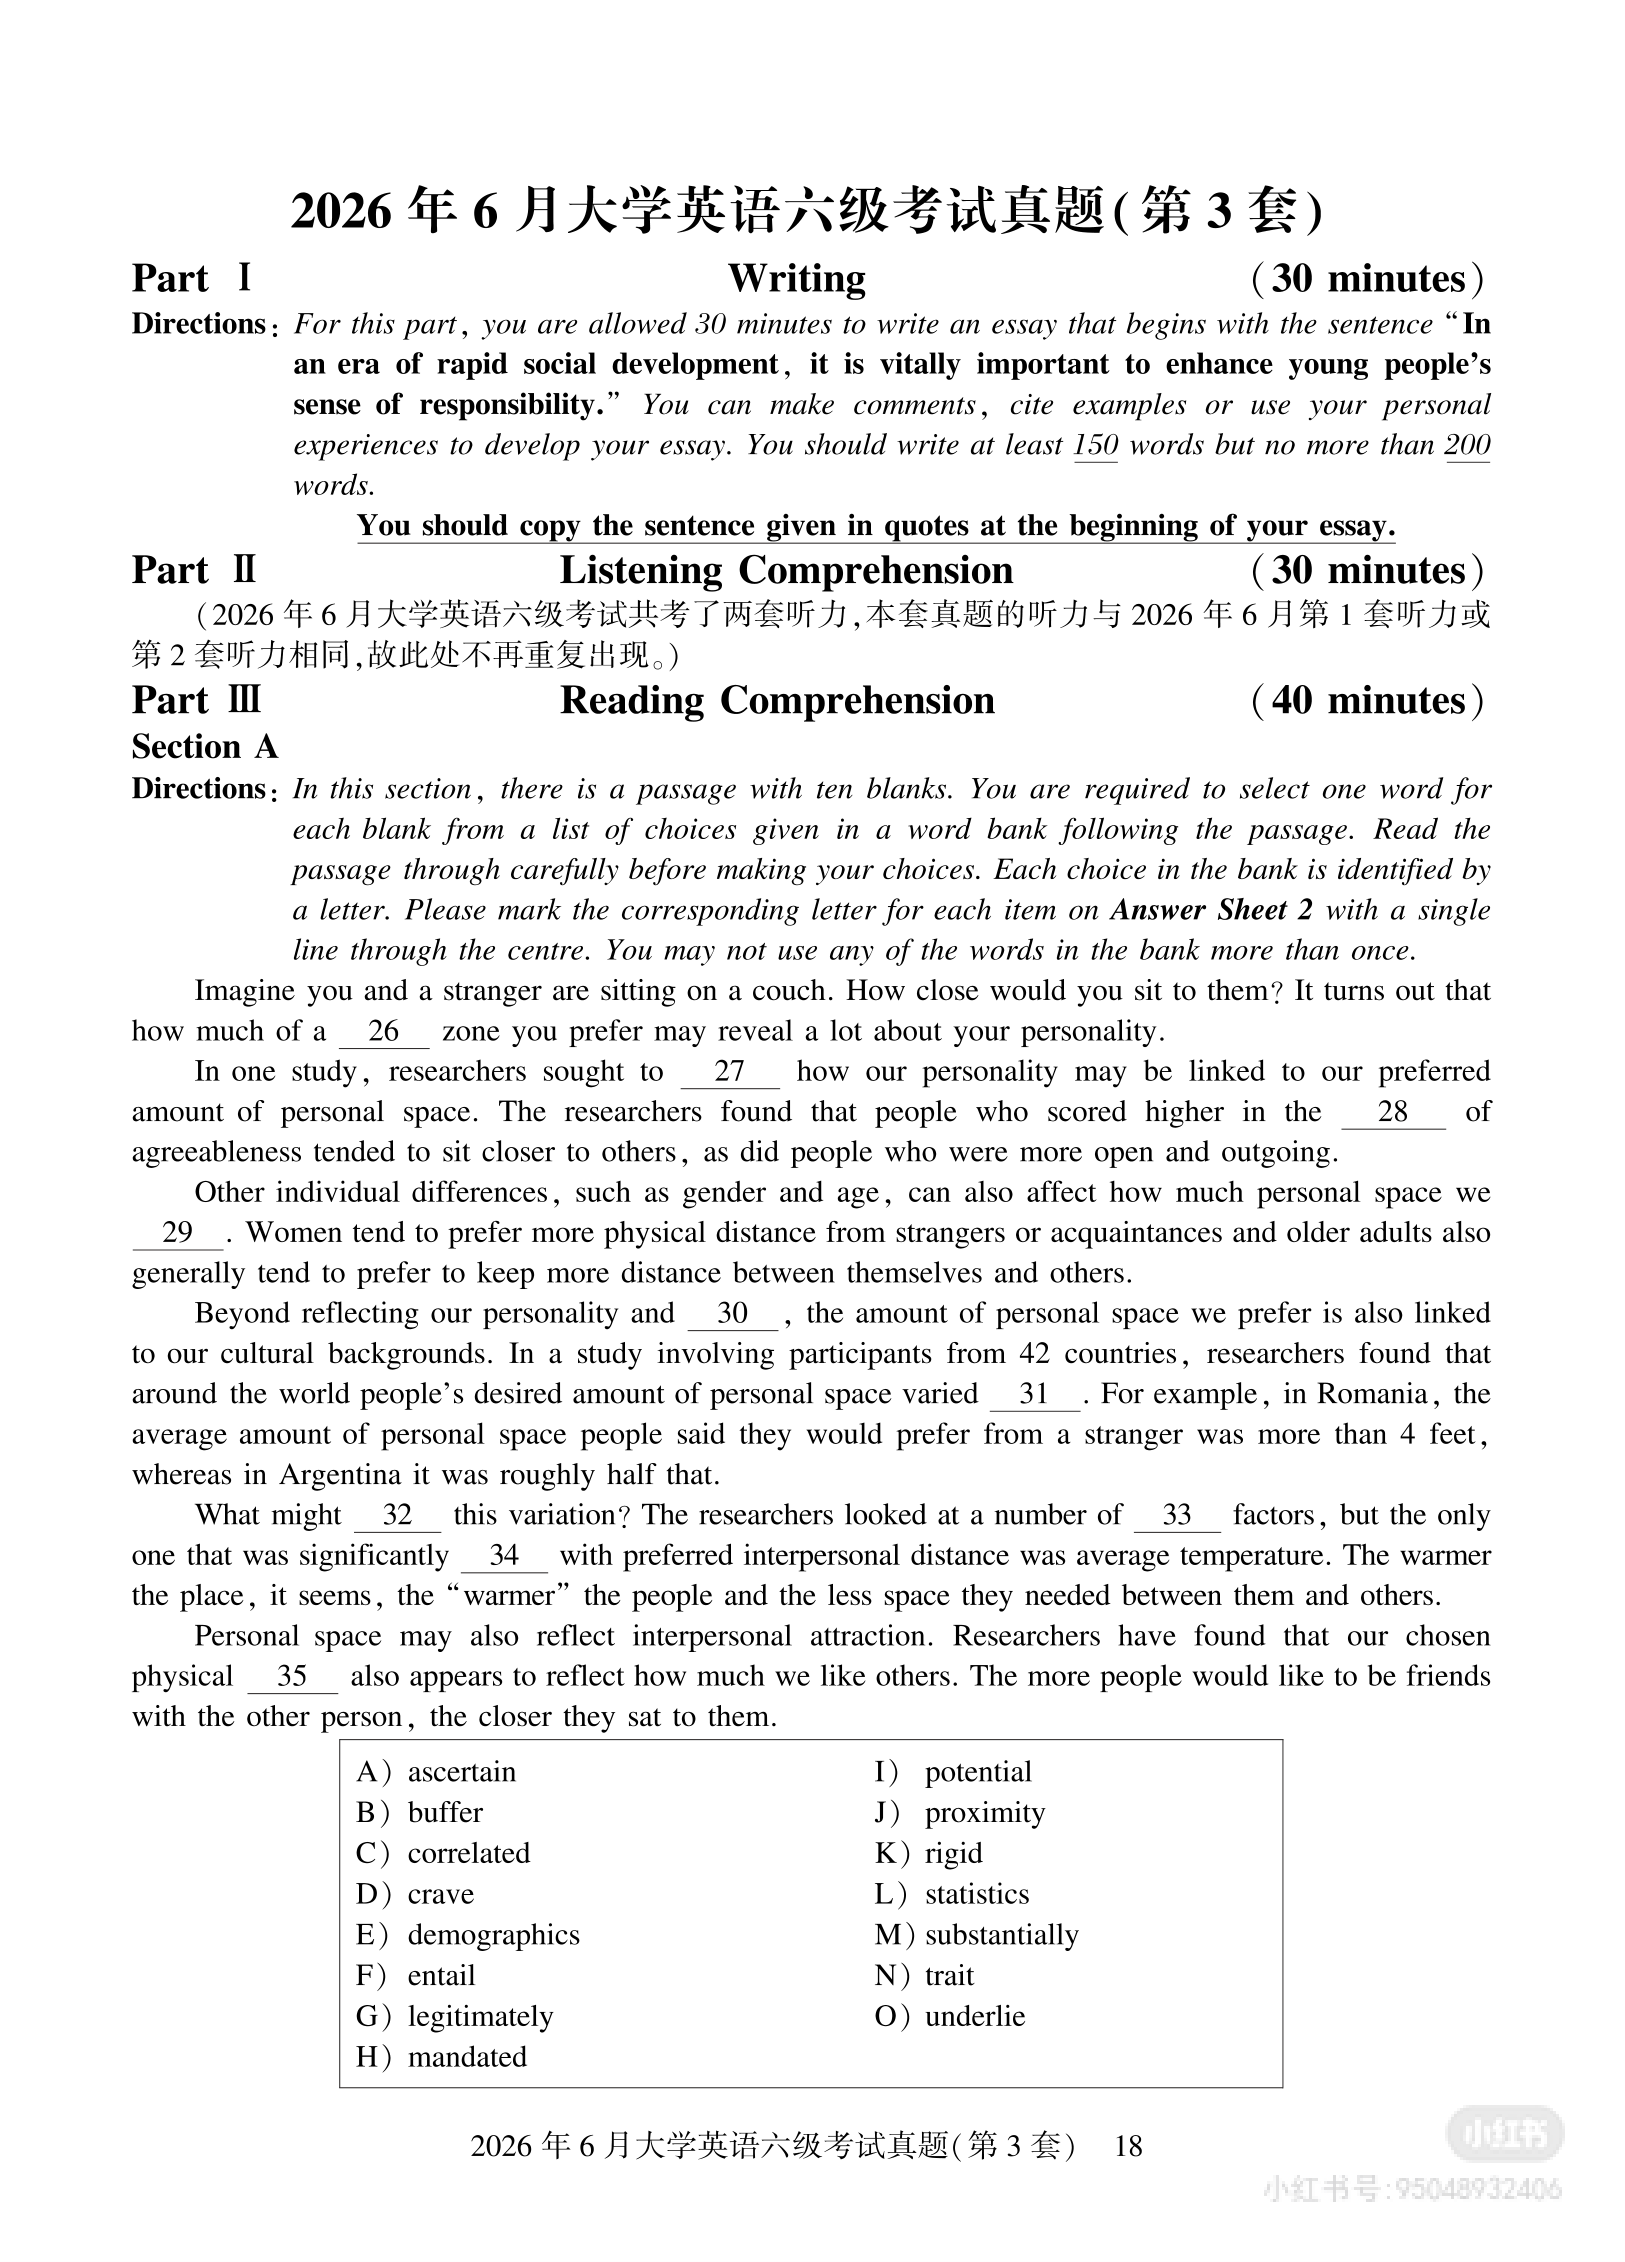 2026 年 6 月大学英语六级考试真题(第 3 套)
Part Ⅰ Writing (30 minutes)
Directions: For this part, you are allowed 30 minutes to write an essay that begins with the sentence “In
an era of rapid social development, it is vitally important to enhance young people’s
sense of responsibility.” You can make comments, cite examples or use your personal
experiences to develop your essay. You should write at least 150 words but no more than 200
words.
You should copy the sentence given in quotes at the beginning of your essay.
Part Ⅱ Listening Comprehension (30 minutes)
(2026 年 6 月大学英语六级考试共考了两套听力,本套真题的听力与 2026 年 6 月第 1 套听力或
第 2 套听力相同,故此处不再重复出现。)
Part Ⅲ Reading Comprehension (40 minutes)
Section A
Directions: In this section, there is a passage with ten blanks. You are required to select one word for
each blank from a list of choices given in a word bank following the passage. Read the
passage through carefully before making your choices. Each choice in the bank is identified by
a letter. Please mark the corresponding letter for each item on Answer Sheet 2 with a single
line through the centre. You may not use any of the words in the bank more than once.
Imagine you and a stranger are sitting on a couch. How close would you sit to them? It turns out that
how much of a 26 zone you prefer may reveal a lot about your personality.
In one study, researchers sought to 27 how our personality may be linked to our preferred
amount of personal space. The researchers found that people who scored higher in the 28 of
agreeableness tended to sit closer to others, as did people who were more open and outgoing.
Other individual differences, such as gender and age, can also affect how much personal space we
29 . Women tend to prefer more physical distance from strangers or acquaintances and older adults also
generally tend to prefer to keep more distance between themselves and others.
Beyond reflecting our personality and 30 , the amount of personal space we prefer is also linked
to our cultural backgrounds. In a study involving participants from 42 countries, researchers found that
around the world people’s desired amount of personal space varied 31 . For example, in Romania, the
average amount of personal space people said they would prefer from a stranger was more than 4 feet,
whereas in Argentina it was roughly half that.
What might 32 this variation? The researchers looked at a number of 33 factors, but the only
one that was significantly 34 with preferred interpersonal distance was average temperature. The warmer
the place, it seems, the “warmer” the people and the less space they needed between them and others.
Personal space may also reflect interpersonal attraction. Researchers have found that our chosen
physical 35 also appears to reflect how much we like others. The more people would like to be friends
with the other person, the closer they sat to them.
A) ascertain
B) buffer
C) correlated
D) crave
E) demographics
F) entail
G) legitimately
H) mandated
I) potential
J) proximity
K) rigid
L) statistics
M) substantially
N) trait
O) underlie
2026 年 6 月大学英语六级考试真题(第 3 套) 18
小红书
小红书号:95048932406